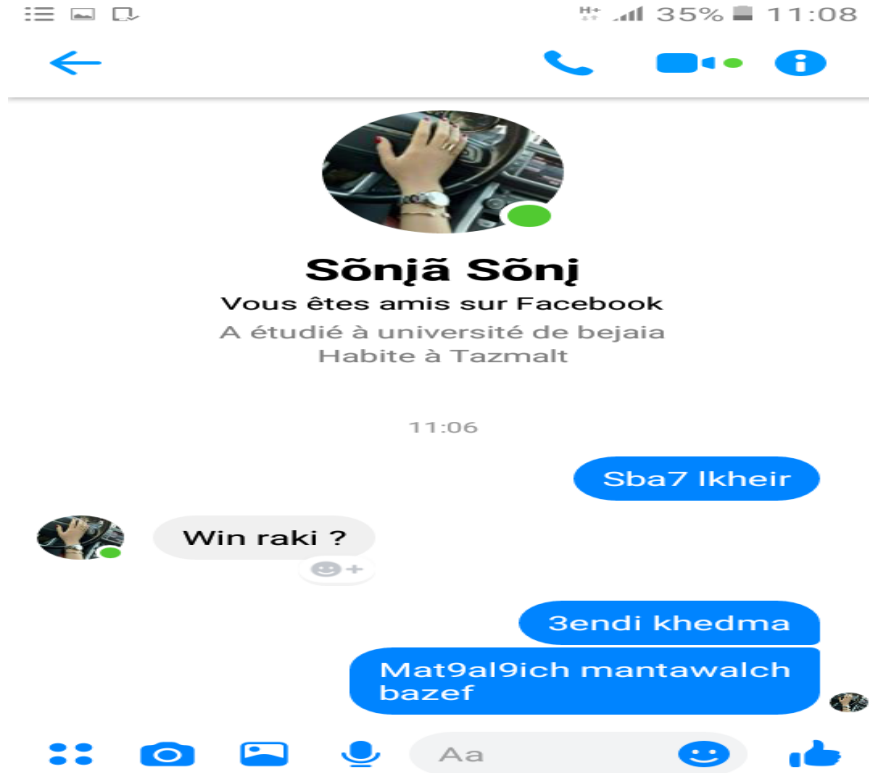 H+ 35% 11:08
Sõnįã Sõnį
Vous êtes amis sur Facebook
A étudié à université de bejaia
Habite à Tazmalt
11:06
Sba7 lkheir
Win raki ?
3endi khedma
Mat9al9ich mantawalch
bazef
Aa